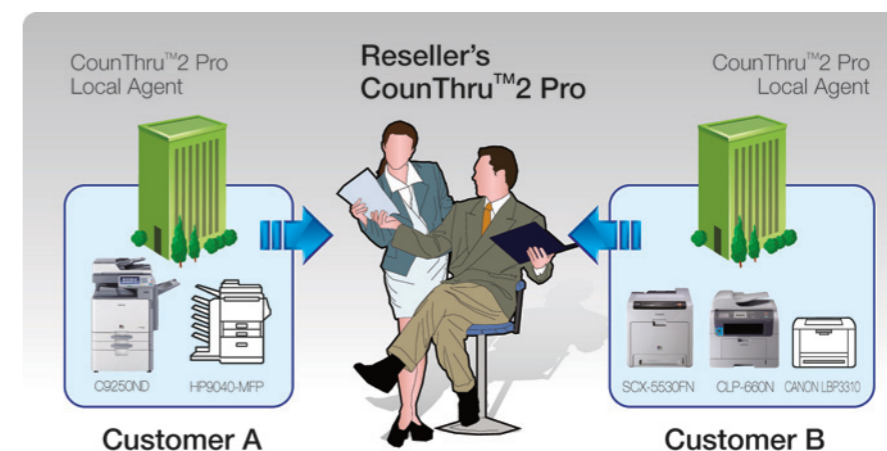 CounThru™2 Pro
Local Agent
Reseller's
CounThru™2 Pro
CounThru™2 Pro
Local Agent
C9250ND
HP9040-MFP
SCX-5530FN
CLP-660N
CANON LBP3310
Customer A
Customer B